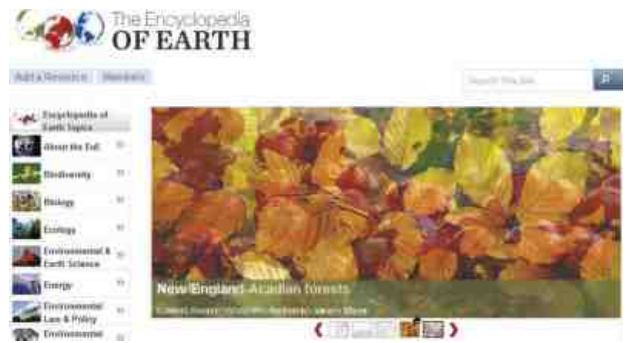 The Encyclopedia
OF EARTH
Add a Resource
Members
Search this site
Encyclopedia of
Earth Topics
About the EoE
Biodiversity
Biology
Ecology
Environmental &
Earth Science
Energy
Environmental
Law & Policy
Environmental
New England-Acadian forests